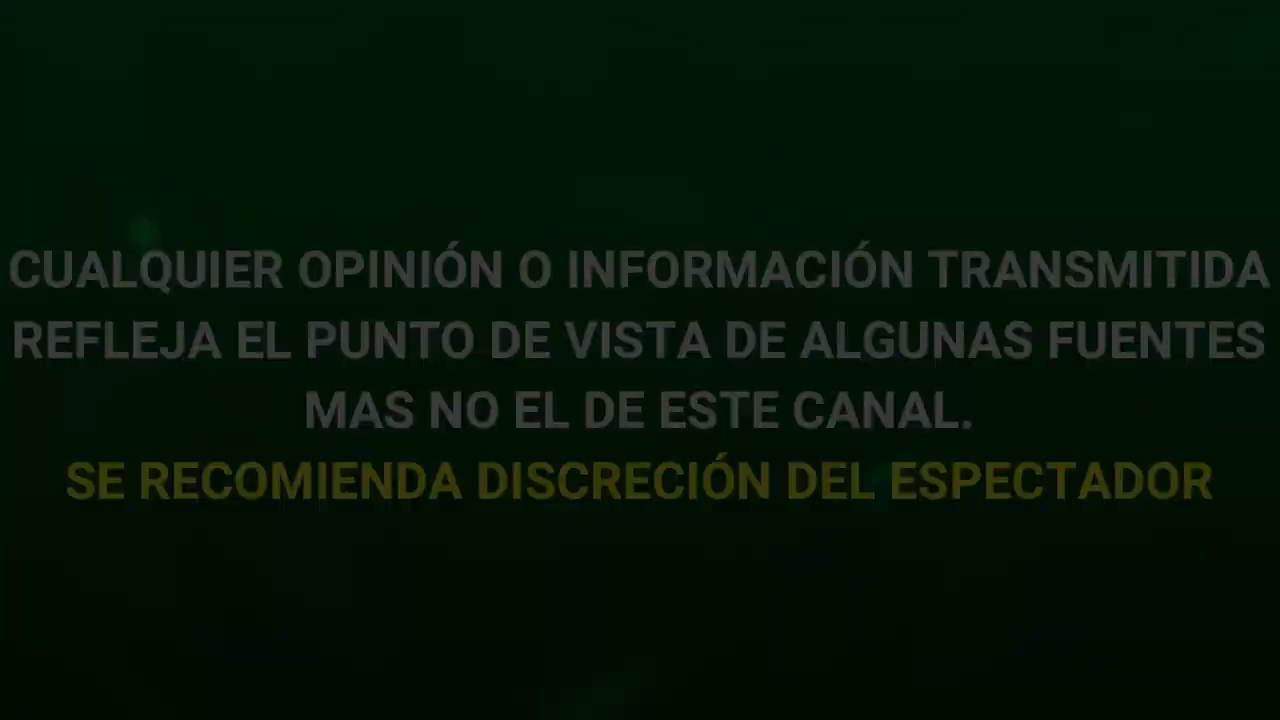 CUALQUIER OPINIÓN O INFORMACIÓN TRANSMITIDA
REFLEJA EL PUNTO DE VISTA DE ALGUNAS FUENTES
MAS NO EL DE ESTE CANAL.
SE RECOMIENDA DISCRECIÓN DEL ESPECTADOR